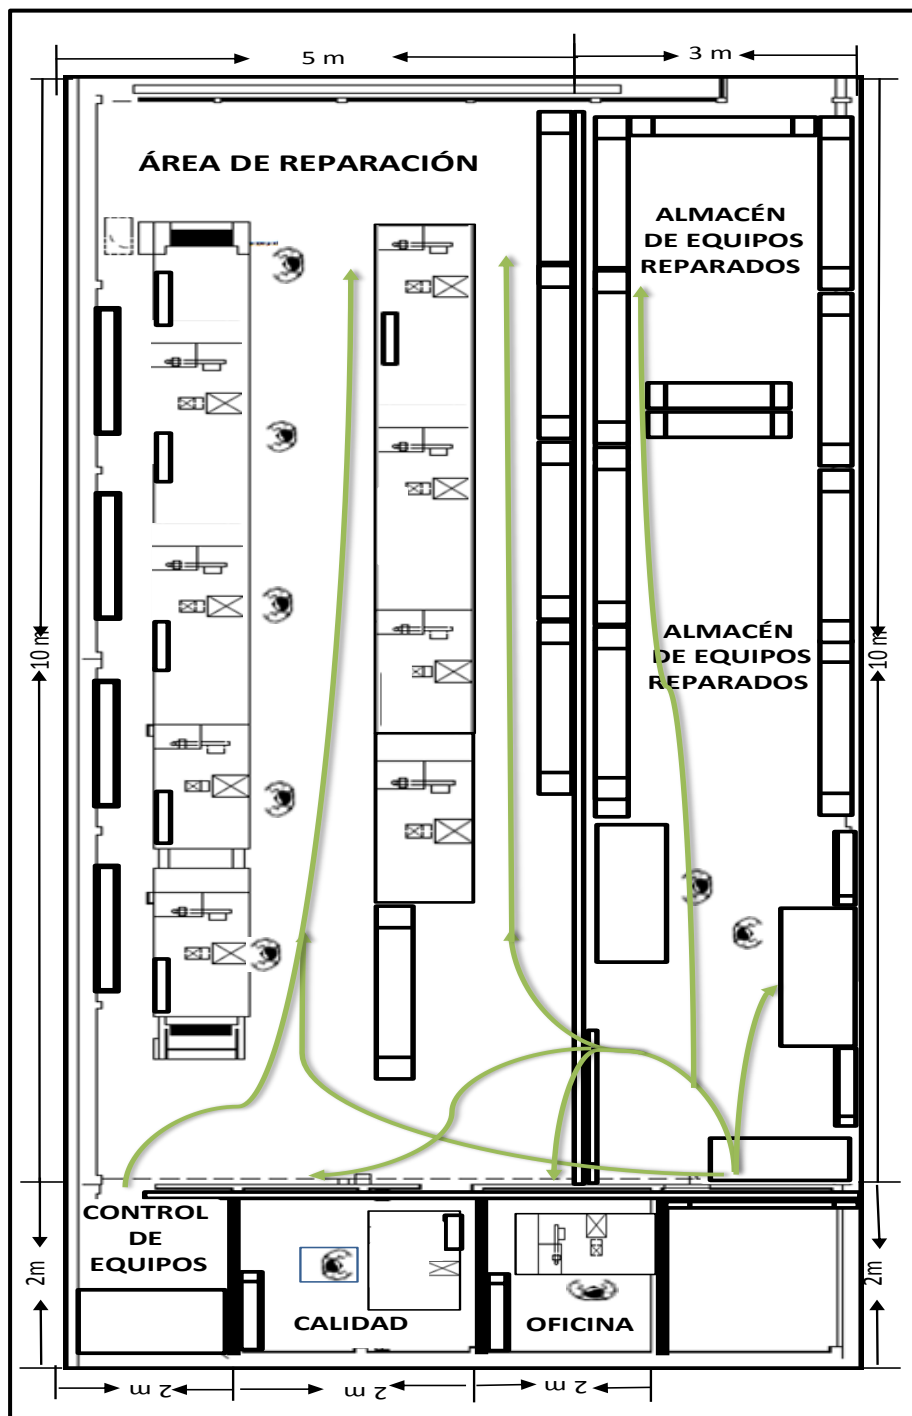 5 m
3 m
ÁREA DE REPARACIÓN
ALMACÉN
DE EQUIPOS
REPARADOS
10 m
10 m
ALMACÉN
DE EQUIPOS
REPARADOS
CONTROL
DE
EQUIPOS
2m
2m
CALIDAD
OFICINA
2 m
2 m
2 m